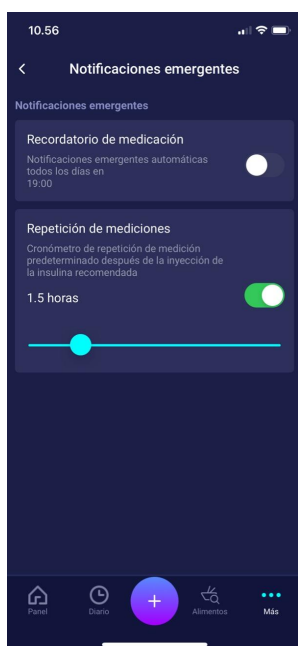 10.56
Notificaciones emergentes
Notificaciones emergentes
Recordatorio de medicación
Notificaciones emergentes automáticas
todos los días en
19:00
Repetición de mediciones
Cronómetro de repetición de medición
predeterminado después de la inyección de
la insulina recomendada
1.5 horas
Panel
Diario
Alimentos
Más